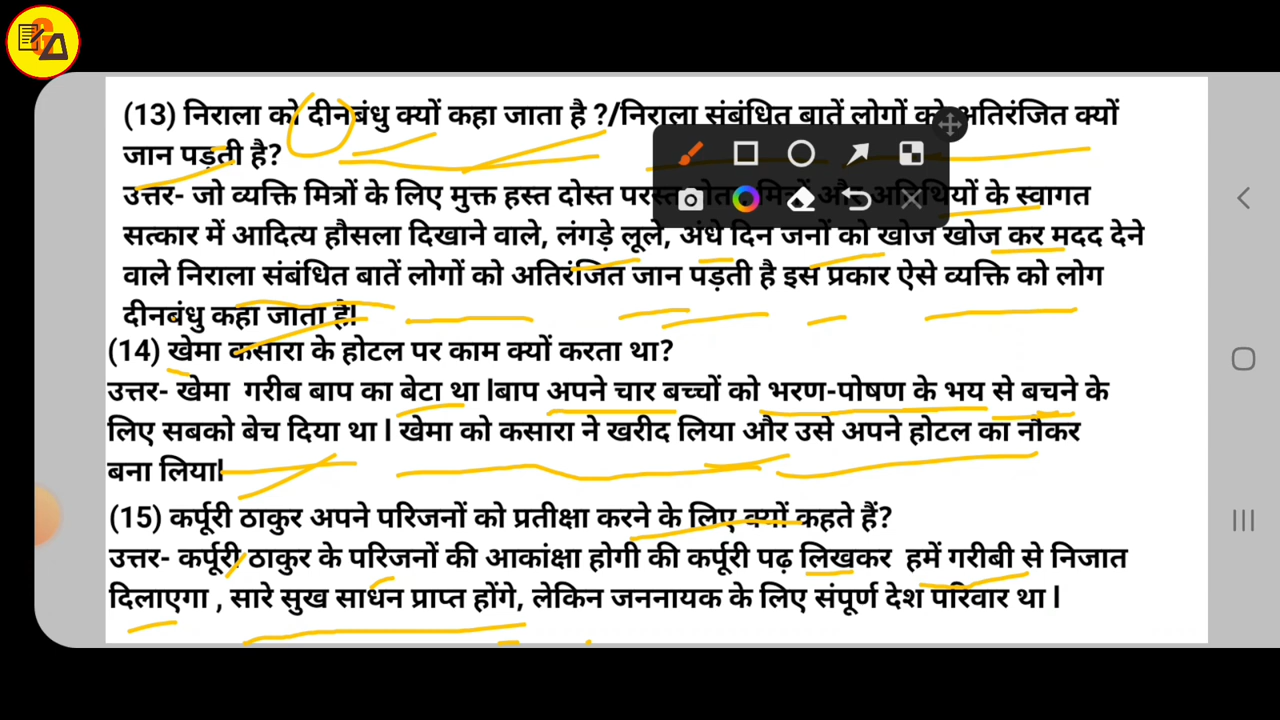 (13) निराला को दीनबंधु क्यों कहा जाता है ?/निराला संबंधित बातें लोगों को अतिरंजित क्यों
जान पड़ती है?
उत्तर- जो व्यक्ति मित्रों के लिए मुक्त हस्त दोस्त परस्त होता. मित्रों और अतिथियों के स्वागत
सत्कार में आदित्य हौसला दिखाने वाले, लंगड़े लूले, अंधे दिन जनों को खोज खोज कर मदद देने
वाले निराला संबंधित बातें लोगों को अतिरंजित जान पड़ती है इस प्रकार ऐसे व्यक्ति को लोग
दीनबंधु कहा जाता है।
(14) खेमा कसारा के होटल पर काम क्यों करता था?
उत्तर- खेमा गरीब बाप का बेटा था ।बाप अपने चार बच्चों को भरण-पोषण के भय से बचने के
लिए सबको बेच दिया था । खेमा को कसारा ने खरीद लिया और उसे अपने होटल का नौकर
बना लिया।
(15) कर्पूरी ठाकुर अपने परिजनों को प्रतीक्षा करने के लिए क्यों कहते हैं?
उत्तर- कर्पूरी ठाकुर के परिजनों की आकांक्षा होगी की कर्पूरी पढ़ लिखकर हमें गरीबी से निजात
दिलाएगा , सारे सुख साधन प्राप्त होंगे, लेकिन जननायक के लिए संपूर्ण देश परिवार था ।